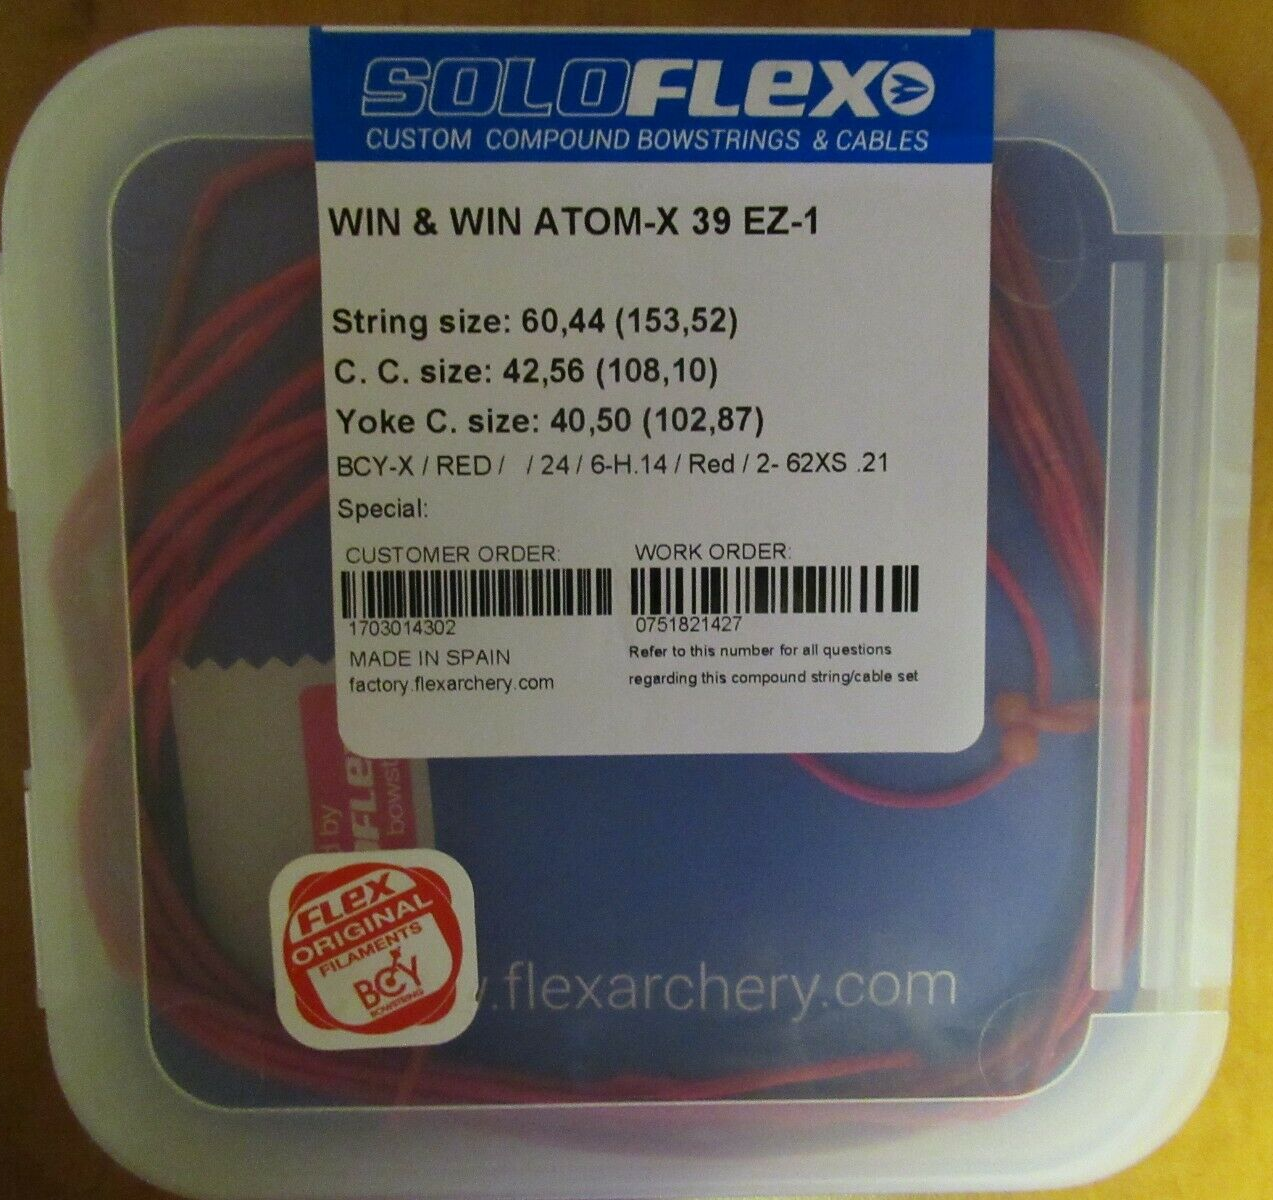 SOLOFLEX
CUSTOM COMPOUND BOWSTRINGS & CABLES
WIN & WIN ATOM-X 39 EZ-1
String size: 60,44 (153,52)
C. C. size: 42,56 (108,10)
Yoke C. size: 40,50 (102,87)
BCY-X / RED / / 24 / 6-H.14 / Red / 2- 62XS .21
Special:
CUSTOMER ORDER:
1703014302
MADE IN SPAIN
factory.flexarchery.com
WORK ORDER:
0751821427
Refer to this number for all questions
regarding this compound string/cable set
by
FLEX
ORIGINAL
FILAMENTS
BCY
BOWSTRING
.flexarchery.com